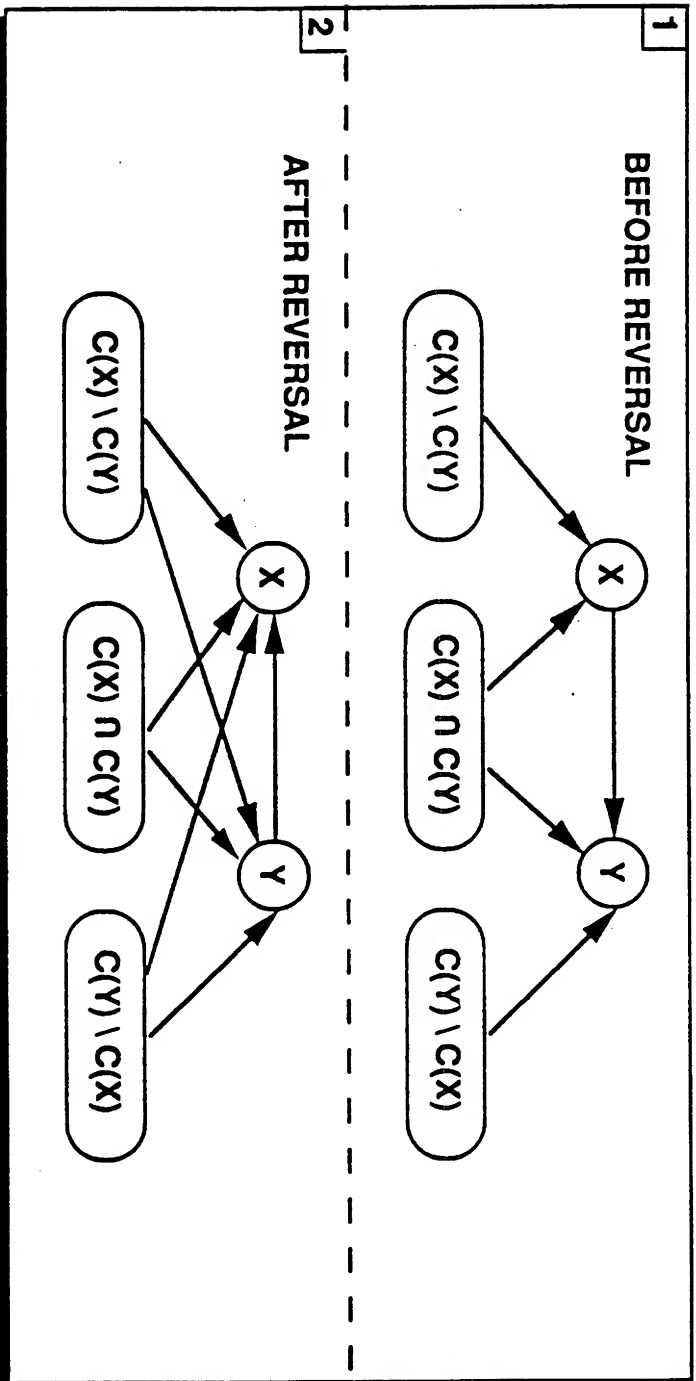 1
BEFORE REVERSAL
X
Y
C(X) \ C(Y)
C(X) ∩ C(Y)
C(Y) \ C(X)
2
AFTER REVERSAL
X
Y
C(X) \ C(Y)
C(X) ∩ C(Y)
C(Y) \ C(X)